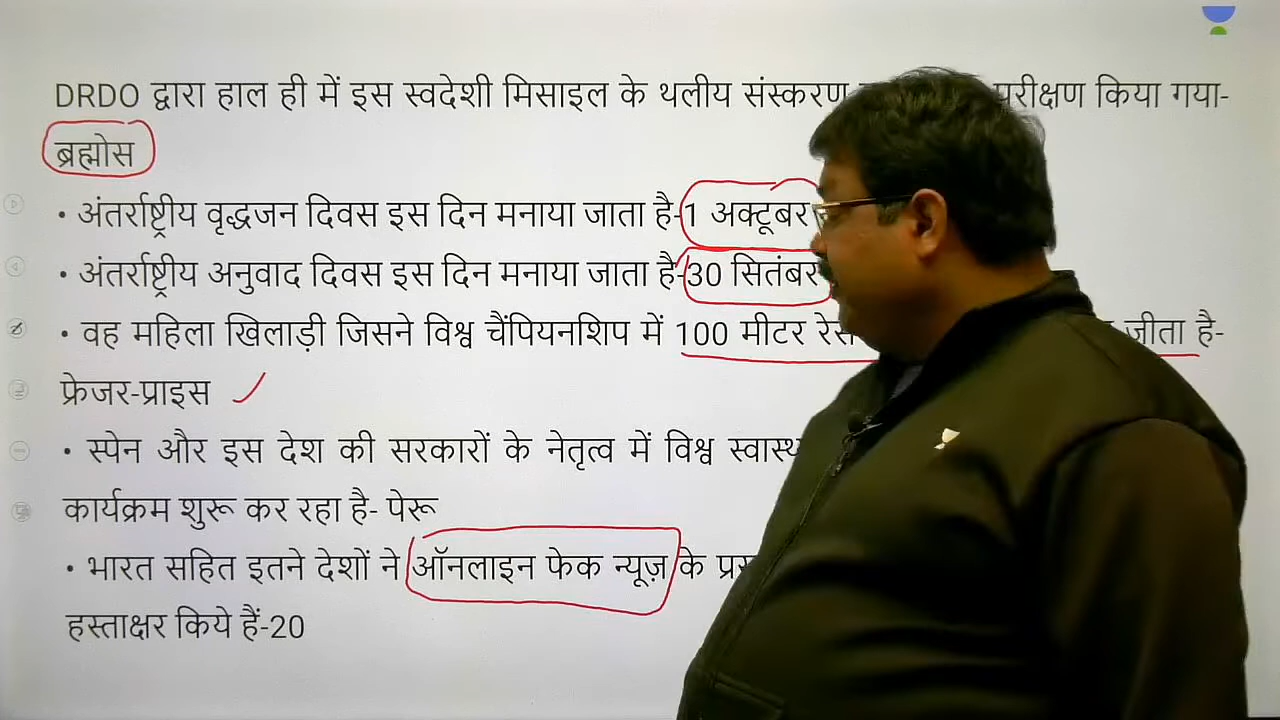 DRDO द्वारा हाल ही में इस स्वदेशी मिसाइल के थलीय संस्करण परीक्षण किया गया-
ब्रह्मोस
• अंतर्राष्ट्रीय वृद्धजन दिवस इस दिन मनाया जाता है-1 अक्टूबर
• अंतर्राष्ट्रीय अनुवाद दिवस इस दिन मनाया जाता है-30 सितंबर
• वह महिला खिलाड़ी जिसने विश्व चैंपियनशिप में 100 मीटर रेस जीता है-
फ्रेजर-प्राइस
• स्पेन और इस देश की सरकारों के नेतृत्व में विश्व
कार्यक्रम शुरू कर रहा है- पेरू
• भारत सहित इतने देशों ने ऑनलाइन फेक न्यूज़ के
हस्ताक्षर किये हैं-20